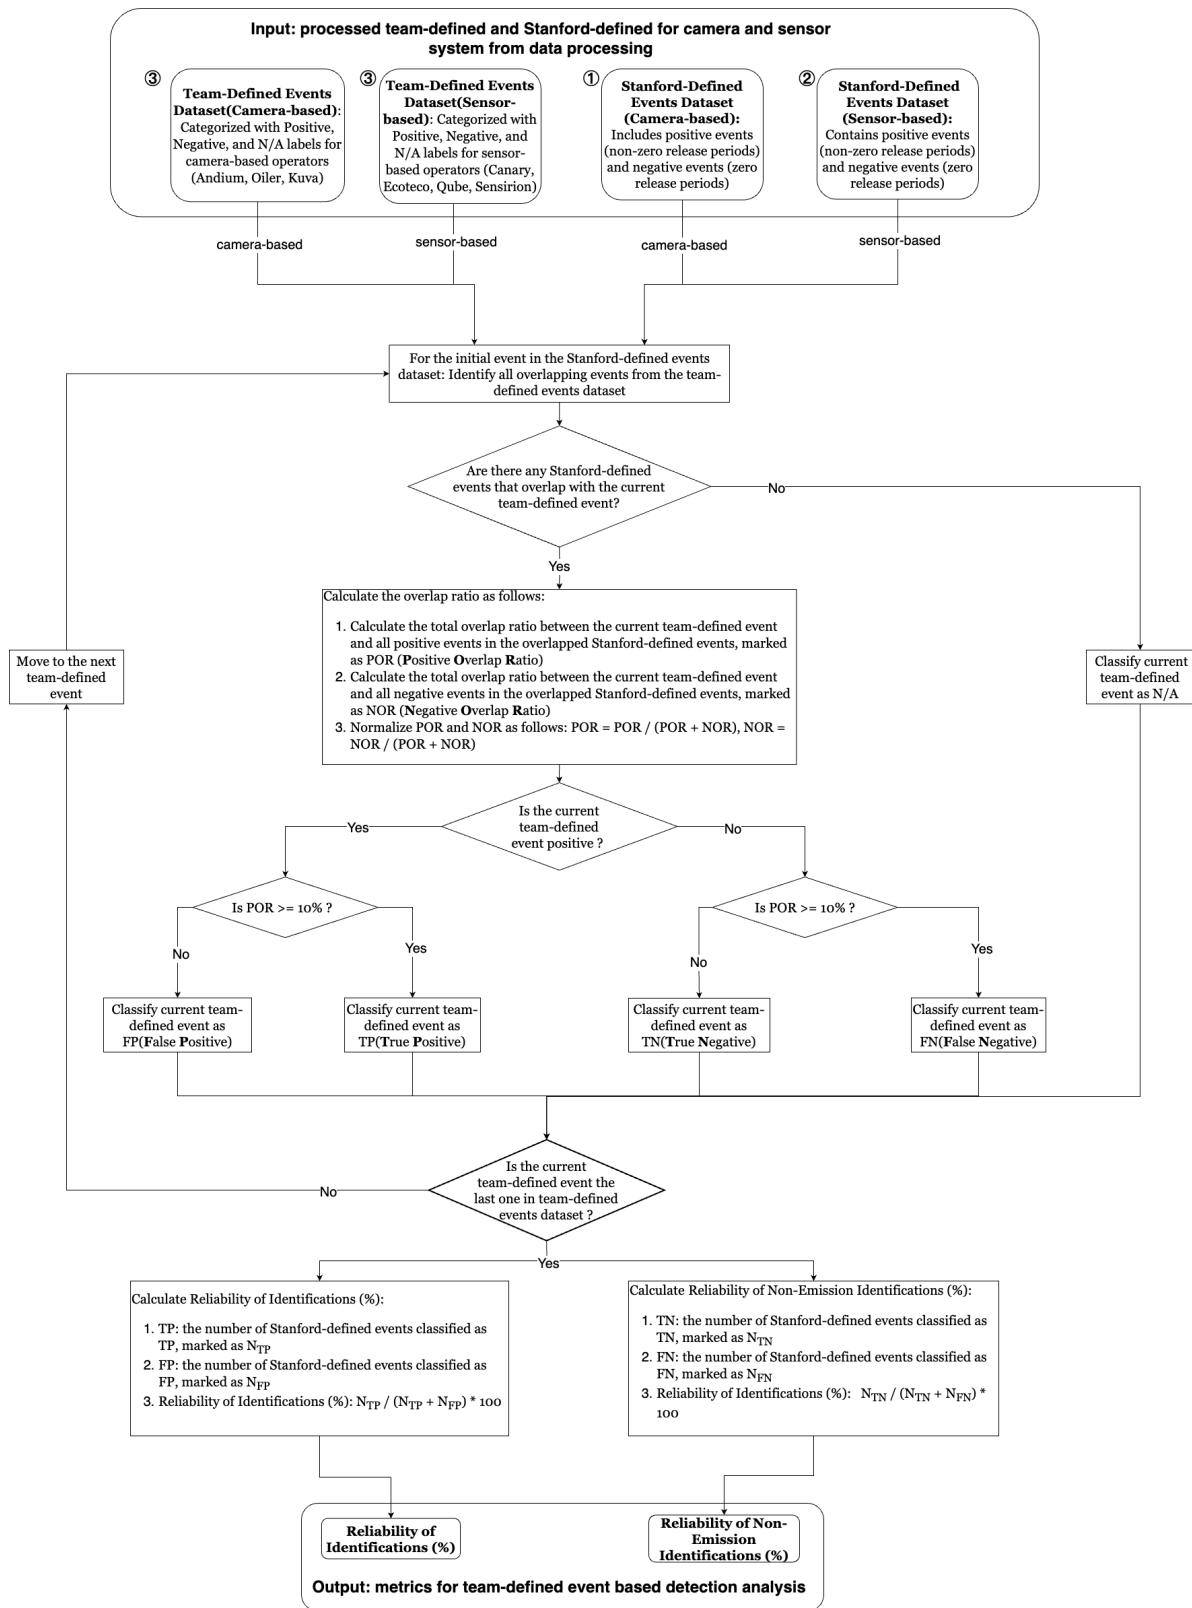 Input: processed team-defined and Stanford-defined for camera and sensor
system from data processing
③
Team-Defined Events
Dataset(Camera-based):
Categorized with Positive,
Negative, and N/A labels for
camera-based operators
(Andium, Oiler, Kuva)
③
Team-Defined Events
Dataset(Sensor-
based): Categorized with
Positive, Negative, and
N/A labels for sensor-
based operators (Canary,
Ecoteco, Qube, Sensirion)
①
Stanford-Defined
Events Dataset
(Camera-based):
Includes positive events
(non-zero release periods)
and negative events (zero
release periods)
②
Stanford-Defined
Events Dataset
(Sensor-based):
Contains positive events
(non-zero release periods)
and negative events (zero
release periods)
camera-based
sensor-based
camera-based
sensor-based
For the initial event in the Stanford-defined events
dataset: Identify all overlapping events from the team-
defined events dataset
Are there any Stanford-defined
events that overlap with the current
team-defined event?
No
Yes
Calculate the overlap ratio as follows:
1. Calculate the total overlap ratio between the current team-defined event
and all positive events in the overlapped Stanford-defined events, marked
as POR (Positive Overlap Ratio)
2. Calculate the total overlap ratio between the current team-defined event
and all negative events in the overlapped Stanford-defined events, marked
as NOR (Negative Overlap Ratio)
3. Normalize POR and NOR as follows: POR = POR / (POR + NOR), NOR =
NOR / (POR + NOR)
Move to the next
team-defined
event
Classify current
team-defined
event as N/A
Is the current
team-defined
event positive ?
Yes
No
Is POR >= 10% ?
Is POR >= 10% ?
No
Yes
No
Yes
Classify current team-
defined event as
FP(False Positive)
Classify current team-
defined event as
TP(True Positive)
Classify current team-
defined event as
TN(True Negative)
Classify current team-
defined event as
FN(False Negative)
Is the current
team-defined event the
last one in team-defined
events dataset ?
No
Yes
Calculate Reliability of Identifications (%):
1. TP: the number of Stanford-defined events classified as
TP, marked as NTP
2. FP: the number of Stanford-defined events classified as
FP, marked as NFP
3. Reliability of Identifications (%): NTP / (NTP + NFP) * 100
Calculate Reliability of Non-Emission Identifications (%):
1. TN: the number of Stanford-defined events classified as
TN, marked as NTN
2. FN: the number of Stanford-defined events classified as
FN, marked as NFN
3. Reliability of Identifications (%): NTN / (NTN + NFN) *
100
Reliability of
Identifications (%)
Reliability of Non-
Emission
Identifications (%)
Output: metrics for team-defined event based detection analysis